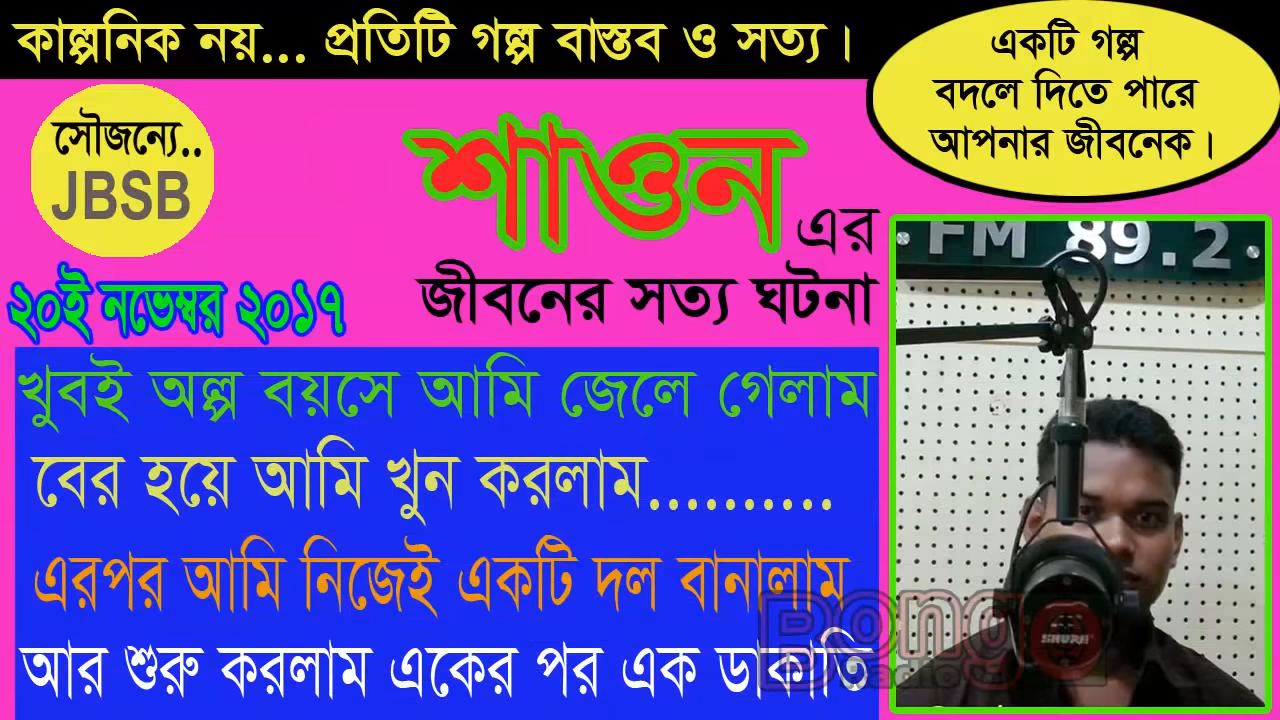 কাল্পনিক নয়... প্রতিটি গল্প বাস্তব ও সত্য।
একটি গল্প
বদলে দিতে পারে
আপনার জীবনেক।
সৌজন্যে..
JBSB
শাওন এর
জীবনের সত্য ঘটনা
২০ই নভেম্বর ২০১৭
খুবই অল্প বয়সে আমি জেলে গেলাম
বের হয়ে আমি খুন করলাম..........
এরপর আমি নিজেই একটি দল বানালাম
আর শুরু করলাম একের পর এক ডাকাতি
FM 89.2
SHURE
Bongo
Radio